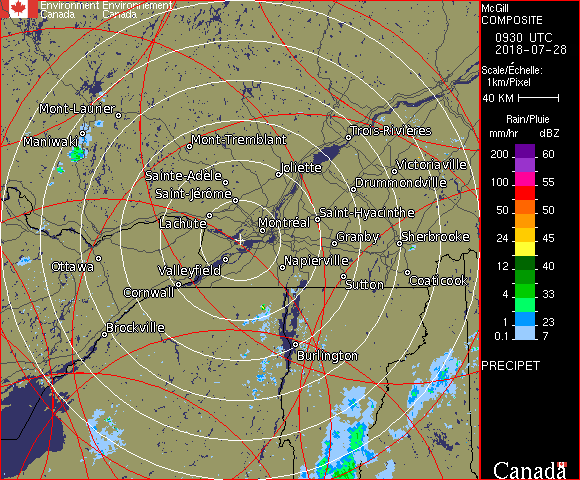 Environment Environnement
Canada Canada
McGill
COMPOSITE
0930 UTC
2018-07-28
Scale/Échelle:
1km/Pixel
40 KM
Rain/Pluie
mm/hr dBZ
200 60
55
100 55
50 50
45
24 45
35
12 40
4 33
1 23
0.1 7
PRECIPET
Canada
Mont-Laurier
Maniwaki
Mont-Tremblant
Trois-Rivières
Sainte-Adèle
Joliette
Victoriaville
Saint-Jérôme
Drummondville
Lachute
Montréal
Saint-Hyacinthe
Granby
Sherbrooke
Ottawa
Valleyfield
Napierville
Cornwall
Sutton
Coaticook
Brockville
Burlington